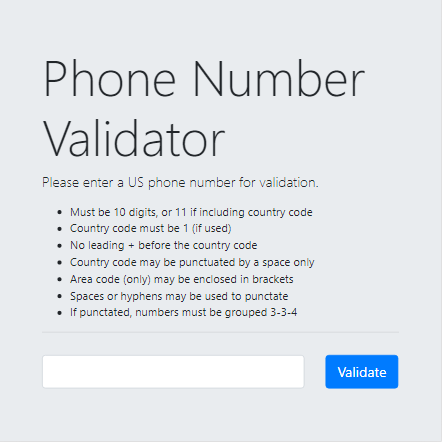 Phone Number
Validator
Please enter a US phone number for validation.
Must be 10 digits, or 11 if including country code
Country code must be 1 (if used)
No leading + before the country code
Country code may be punctuated by a space only
Area code (only) may be enclosed in brackets
Spaces or hyphens may be used to punctate
If punctated, numbers must be grouped 3-3-4
Validate